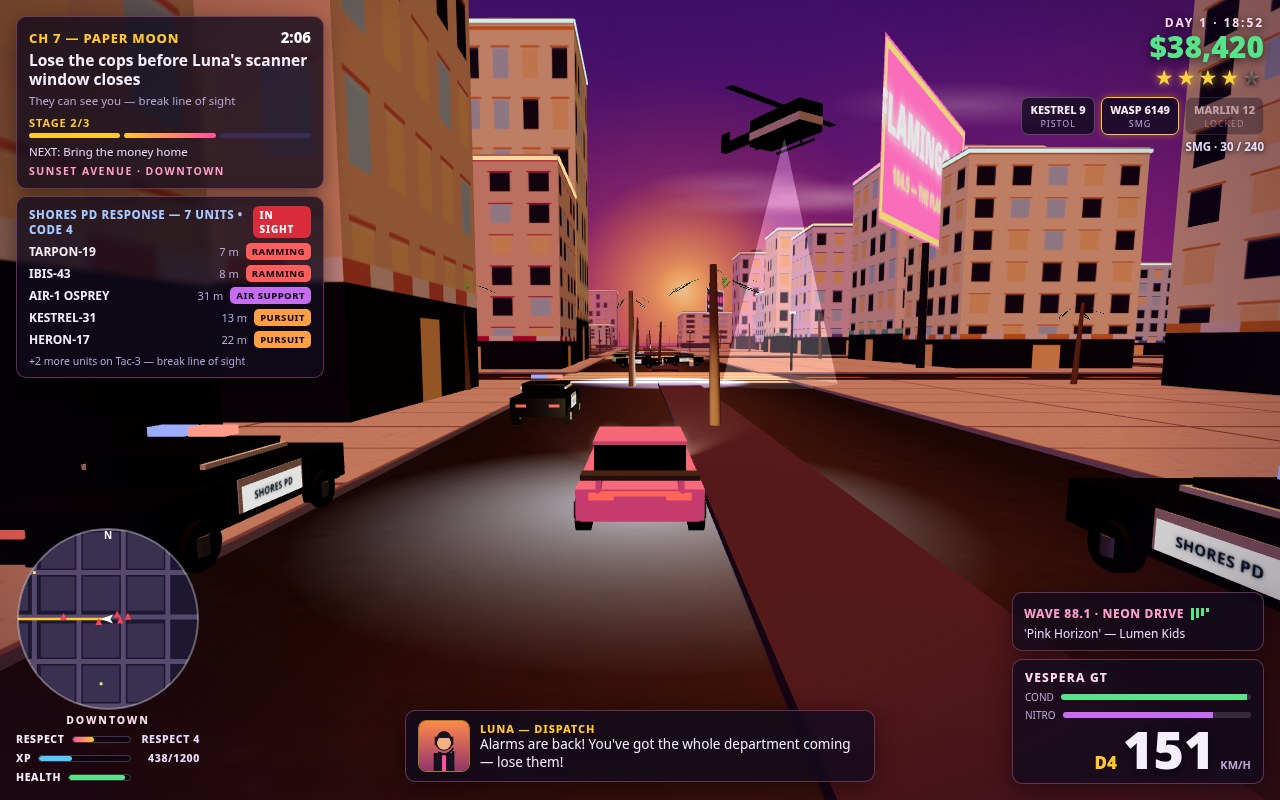 CH 7 — PAPER MOON 2:06
Lose the cops before Luna's scanner
window closes
They can see you — break line of sight
STAGE 2/3
NEXT: Bring the money home
SUNSET AVENUE · DOWNTOWN
SHORES PD RESPONSE — 7 UNITS •
CODE 4
IN
SIGHT
TARPON-19 7 m RAMMING
IBIS-43 8 m RAMMING
AIR-1 OSPREY 31 m AIR SUPPORT
KESTREL-31 13 m PURSUIT
HERON-17 22 m PURSUIT
+2 more units on Tac-3 — break line of sight
DAY 1 · 18:52
$38,420
KESTREL 9
PISTOL
WASP 6149
SMG
MARLIN 12
LOCKED
SMG · 30 / 240
FLAMINGO
SHORES PD
SHORES PD
N
DOWNTOWN
RESPECT RESPECT 4
XP 438/1200
HEALTH
LUNA — DISPATCH
Alarms are back! You've got the whole department coming
— lose them!
WAVE 88.1 · NEON DRIVE
'Pink Horizon' — Lumen Kids
VESPERA GT
COND
NITRO
D4 151 KM/H